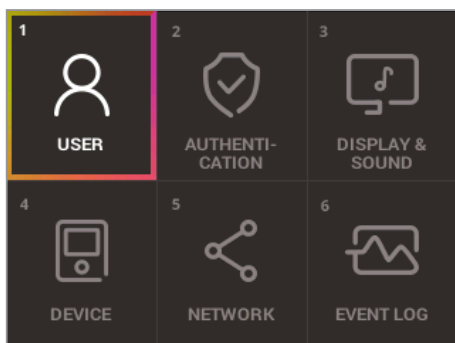 1
USER
2
AUTHENTI-
CATION
3
DISPLAY &
SOUND
4
DEVICE
5
NETWORK
6
EVENT LOG